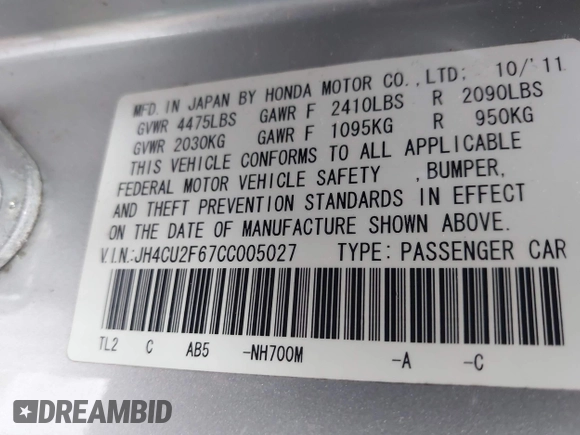 MFD. IN JAPAN BY HONDA MOTOR CO., LTD; 10/'11
GVWR 4475LBS GAWR F 2410LBS R 2090LBS
GVWR 2030KG GAWR F 1095KG R 950KG
THIS VEHICLE CONFORMS TO ALL APPLICABLE
FEDERAL MOTOR VEHICLE SAFETY , BUMPER,
AND THEFT PREVENTION STANDARDS IN EFFECT
ON THE DATE OF MANUFACTURE SHOWN ABOVE.
V.I.N.:JH4CU2F67CC005027 TYPE: PASSENGER CAR
TL2 C AB5 -NH700M -A -C
DREAMBID